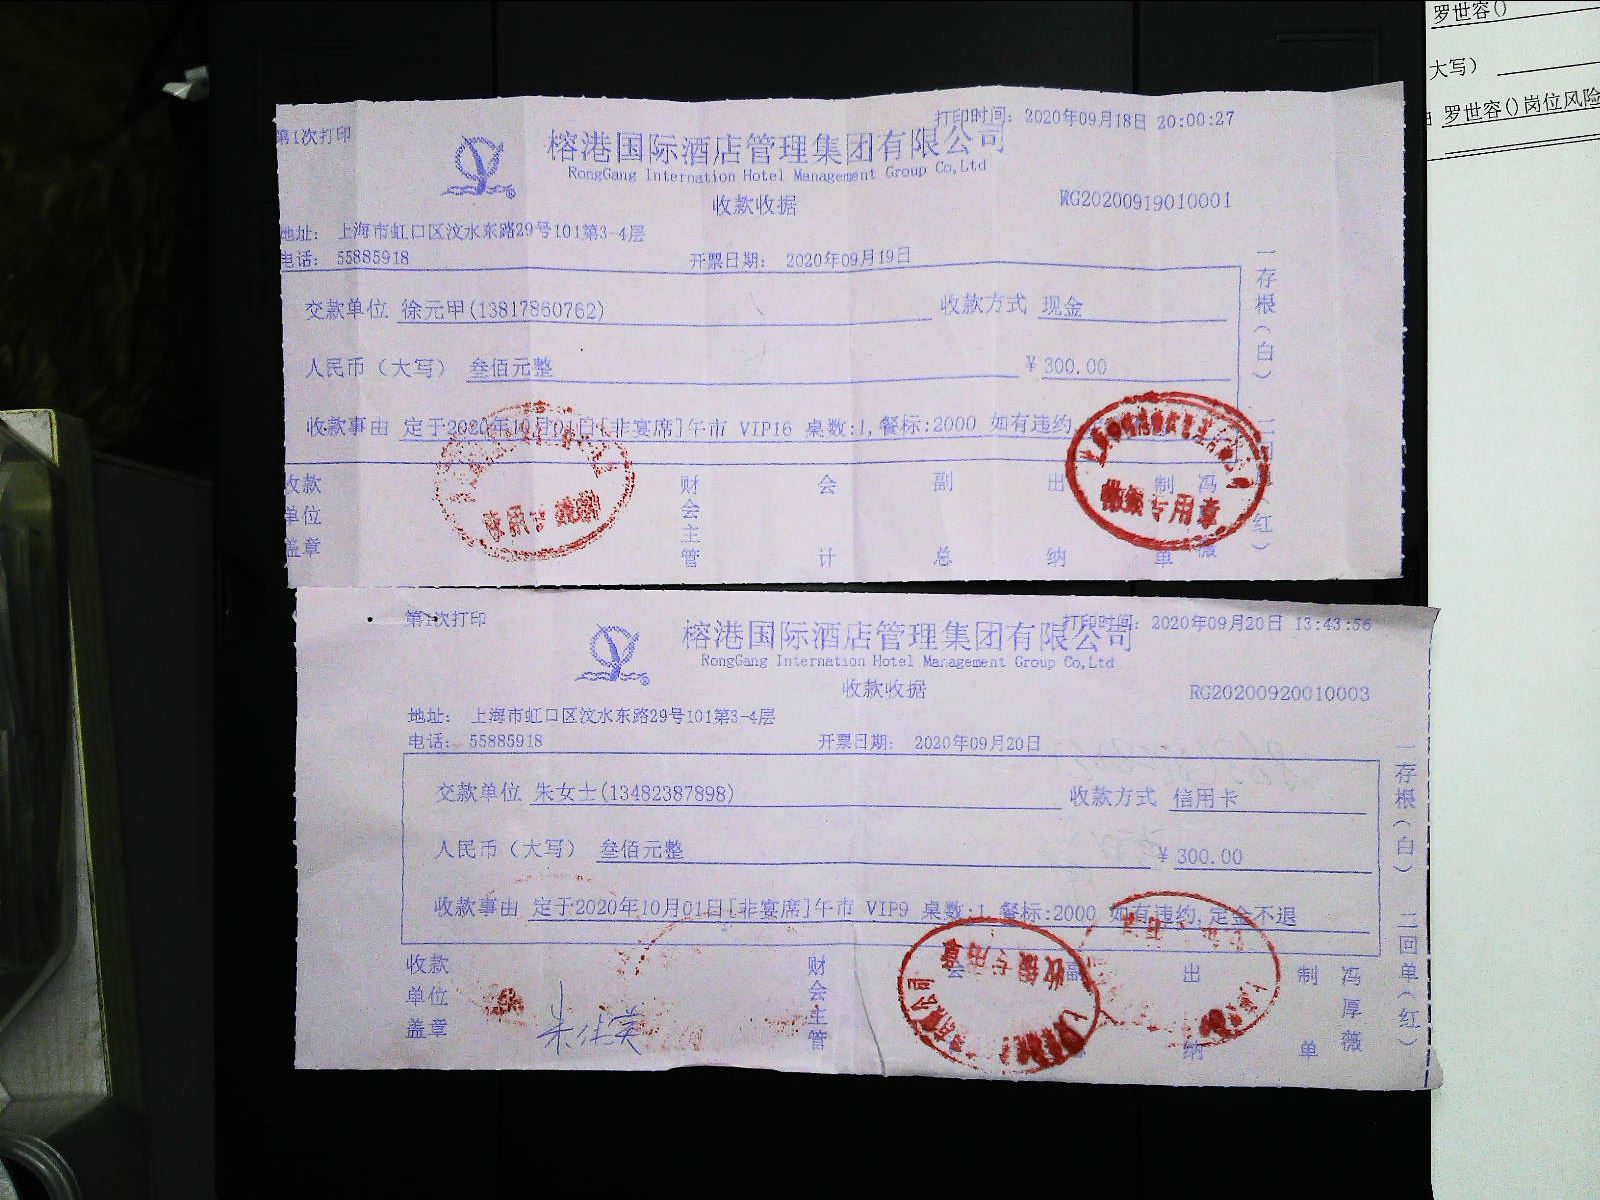 罗世容()
大写)
罗世容()岗位风险
第1次打印
打印时间: 2020年09月18日 20:00:27
榕港国际酒店管理集团有限公司
RongGang Internation Hotel Management Group Co,Ltd
收款收据
RG20200919010001
地址: 上海市虹口区汶水东路29号101第3-4层
电话: 55885918
开票日期: 2020年09月19日
交款单位 徐元甲(13817860762)
收款方式 现金
人民币(大写) 叁佰元整
¥300.00
收款事由 定于2020年10月01日[非宴席]午市 VIP16 桌数:1,餐标:2000 如有违约,
收款单位盖章
财会主管
会计
副总
出纳
制单
冯 薇
一存根(白)
二 (红)
专用章
第1次打印
打印时间: 2020年09月20日 13:43:56
榕港国际酒店管理集团有限公司
RongGang Internation Hotel Management Group Co,Ltd
收款收据
RG20200920010003
地址: 上海市虹口区汶水东路29号101第3-4层
电话: 55885918
开票日期: 2020年09月20日
交款单位 朱女士(13482387898)
收款方式 信用卡
人民币(大写) 叁佰元整
¥300.00
收款事由 定于2020年10月01日[非宴席]午市 VIP9 桌数:1,餐标:2000 如有违约,定金不退
收款单位盖章
财会主管
会
副
出纳
制单
冯厚薇
一存根(白)
二回单(红)
收银专用章